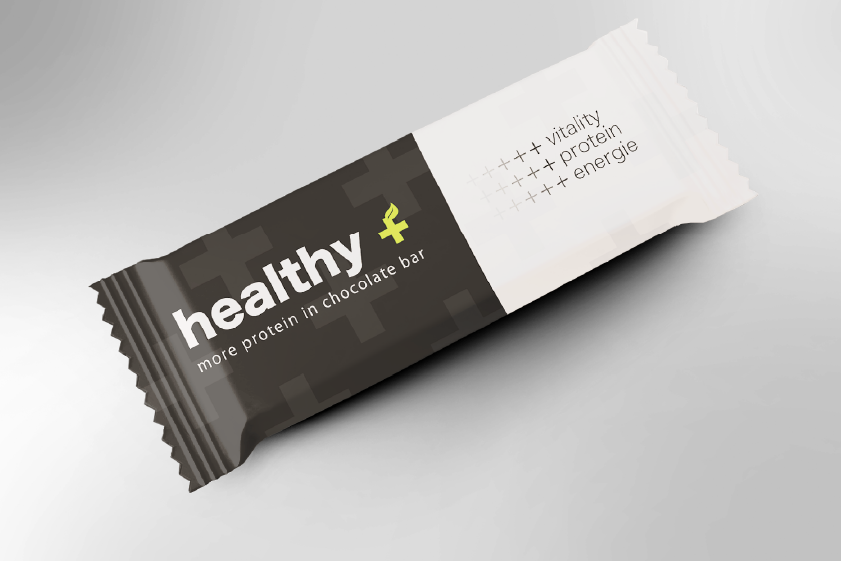 healthy
more protein in chocolate bar
+++++ vitality
+++++ protein
+++++ energie